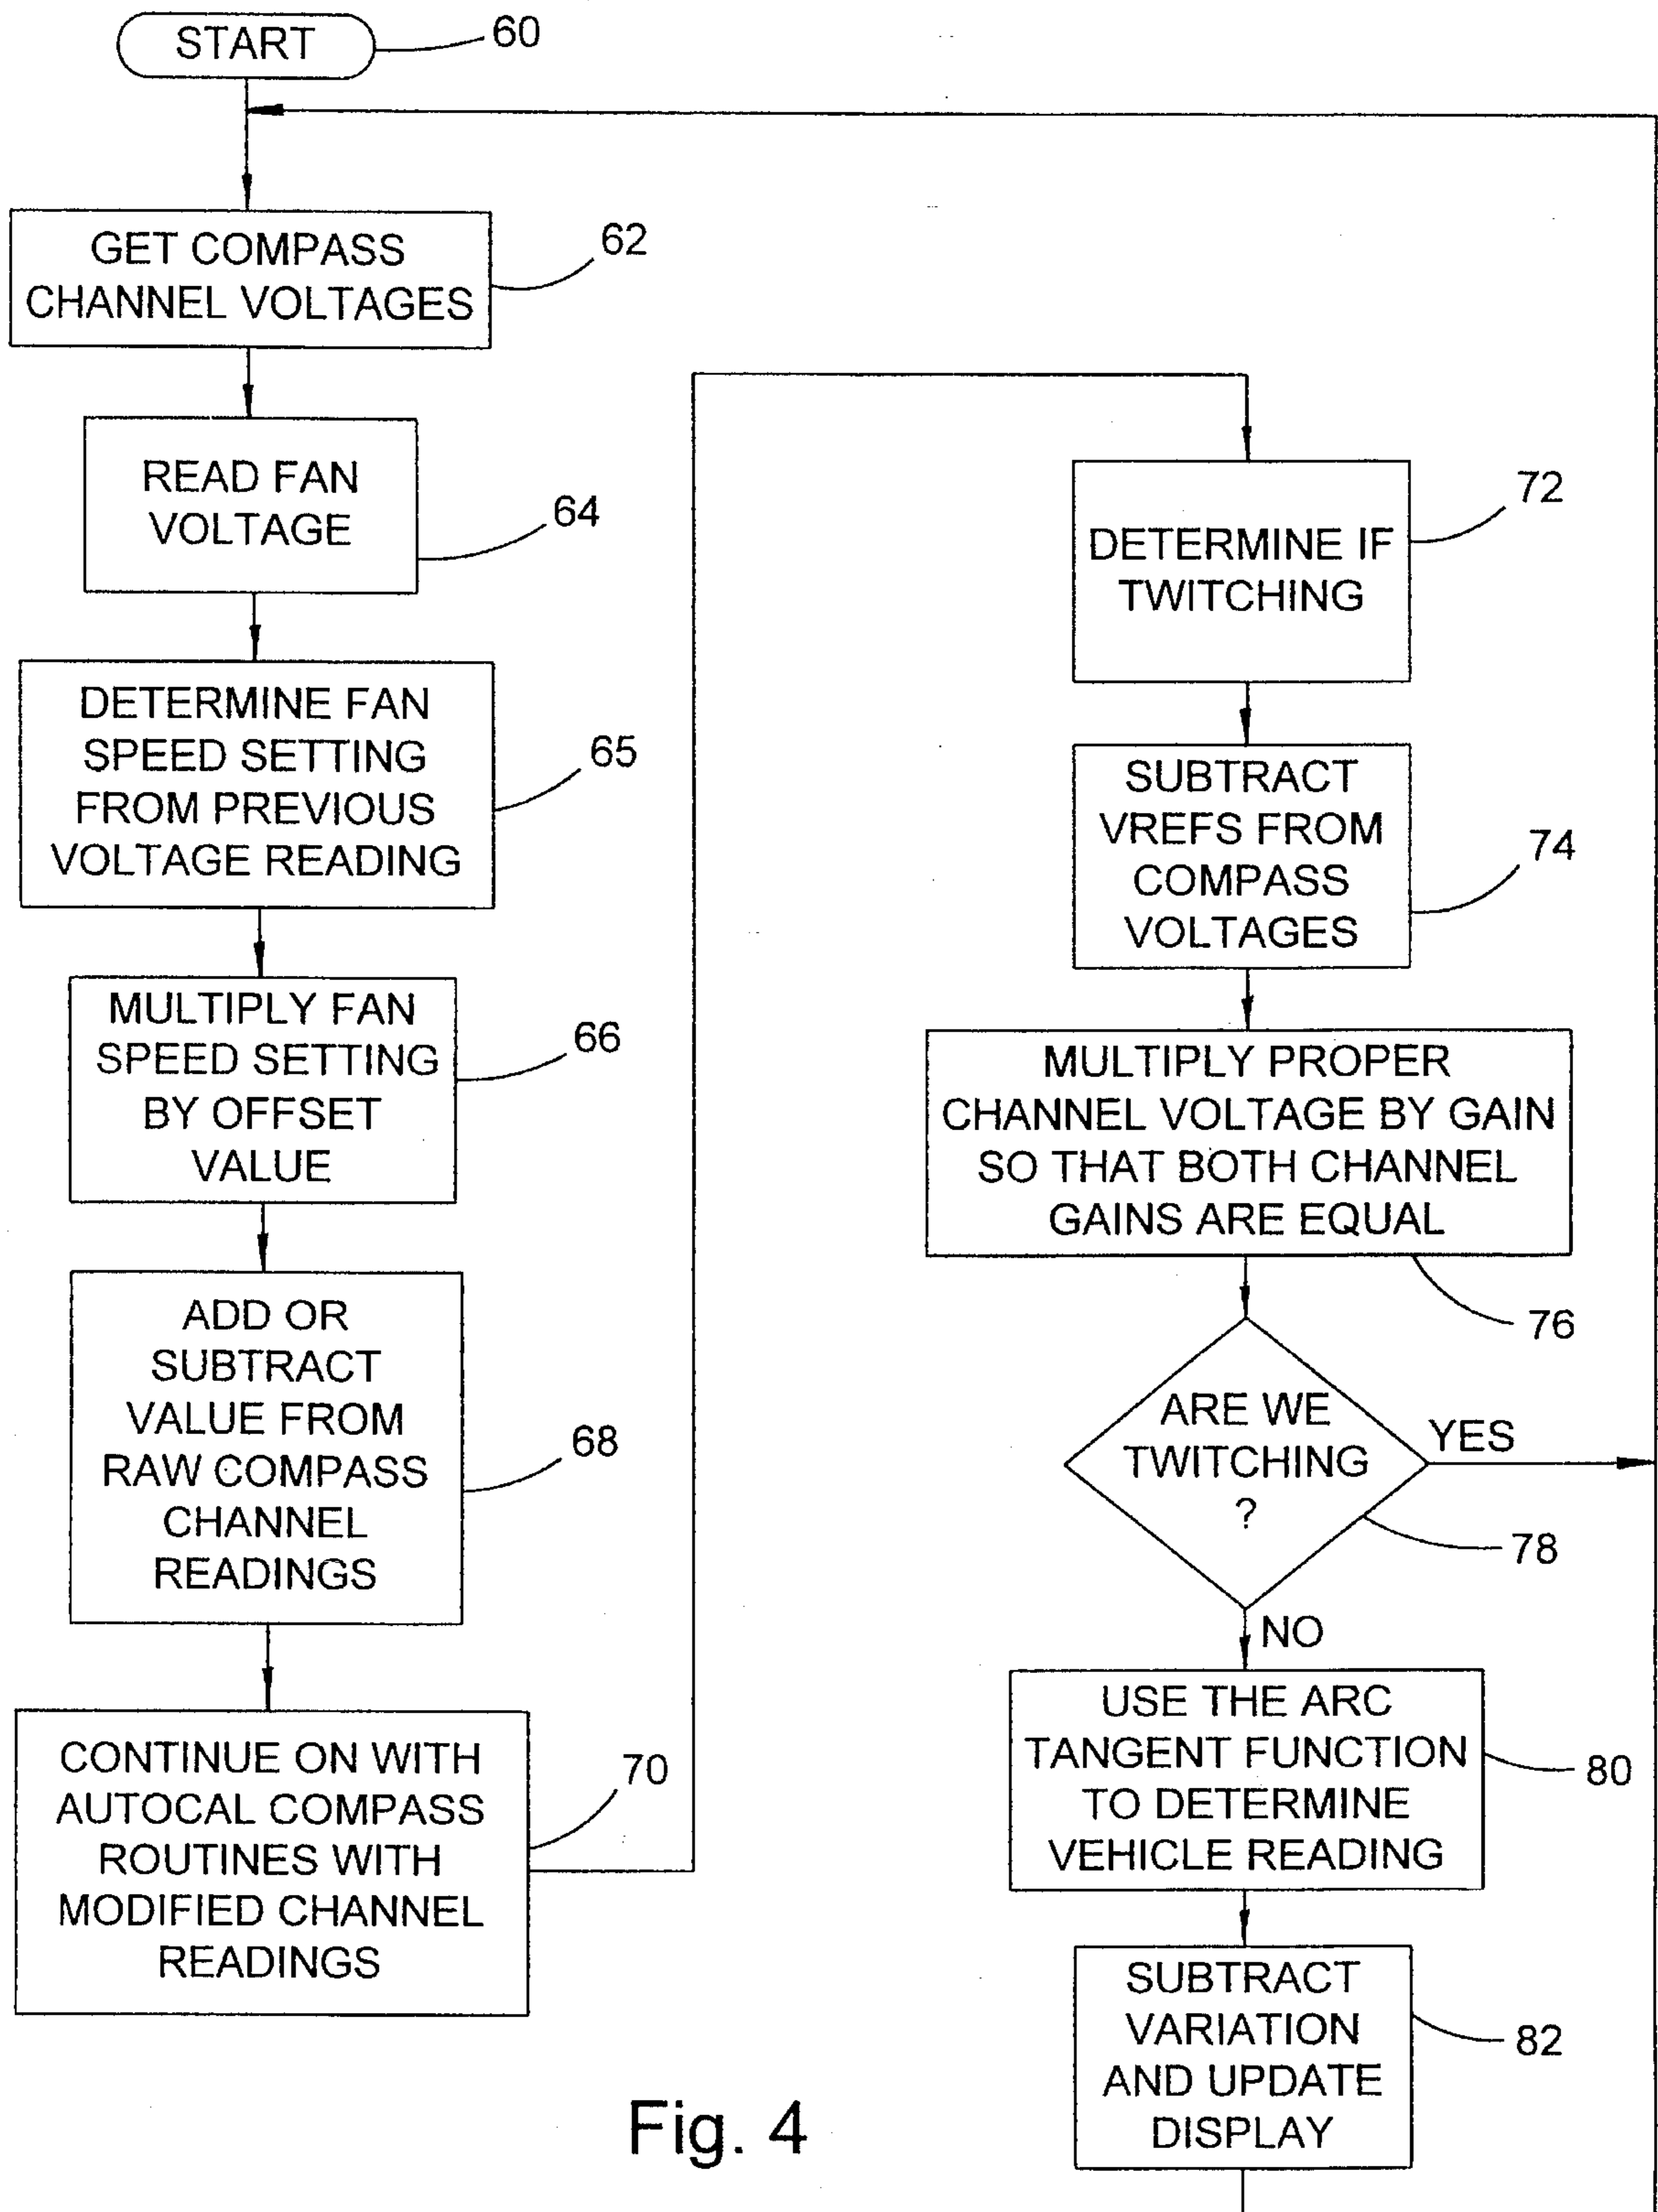 START
60
GET COMPASS
CHANNEL VOLTAGES
62
READ FAN
VOLTAGE
64
DETERMINE FAN
SPEED SETTING
FROM PREVIOUS
VOLTAGE READING
65
MULTIPLY FAN
SPEED SETTING
BY OFFSET
VALUE
66
ADD OR
SUBTRACT
VALUE FROM
RAW COMPASS
CHANNEL
READINGS
68
CONTINUE ON WITH
AUTOCAL COMPASS
ROUTINES WITH
MODIFIED CHANNEL
READINGS
70
DETERMINE IF
TWITCHING
72
SUBTRACT
VREFS FROM
COMPASS
VOLTAGES
74
MULTIPLY PROPER
CHANNEL VOLTAGE BY GAIN
SO THAT BOTH CHANNEL
GAINS ARE EQUAL
76
ARE WE
TWITCHING
?
YES
78
NO
USE THE ARC
TANGENT FUNCTION
TO DETERMINE
VEHICLE READING
80
SUBTRACT
VARIATION
AND UPDATE
DISPLAY
82
Fig. 4